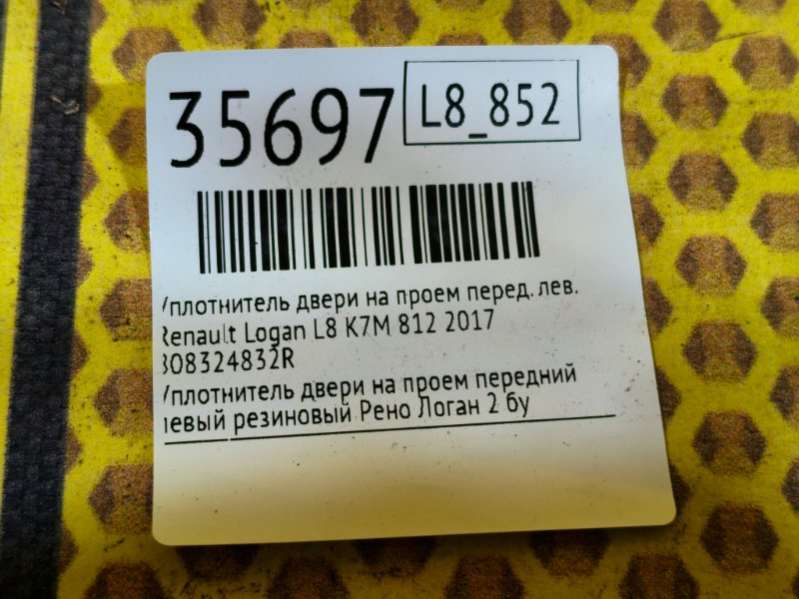 35697
L8_852
Уплотнитель двери на проем перед. лев.
Renault Logan L8 K7M 812 2017
808324832R
Уплотнитель двери на проем передний
левый резиновый Рено Логан 2 бу